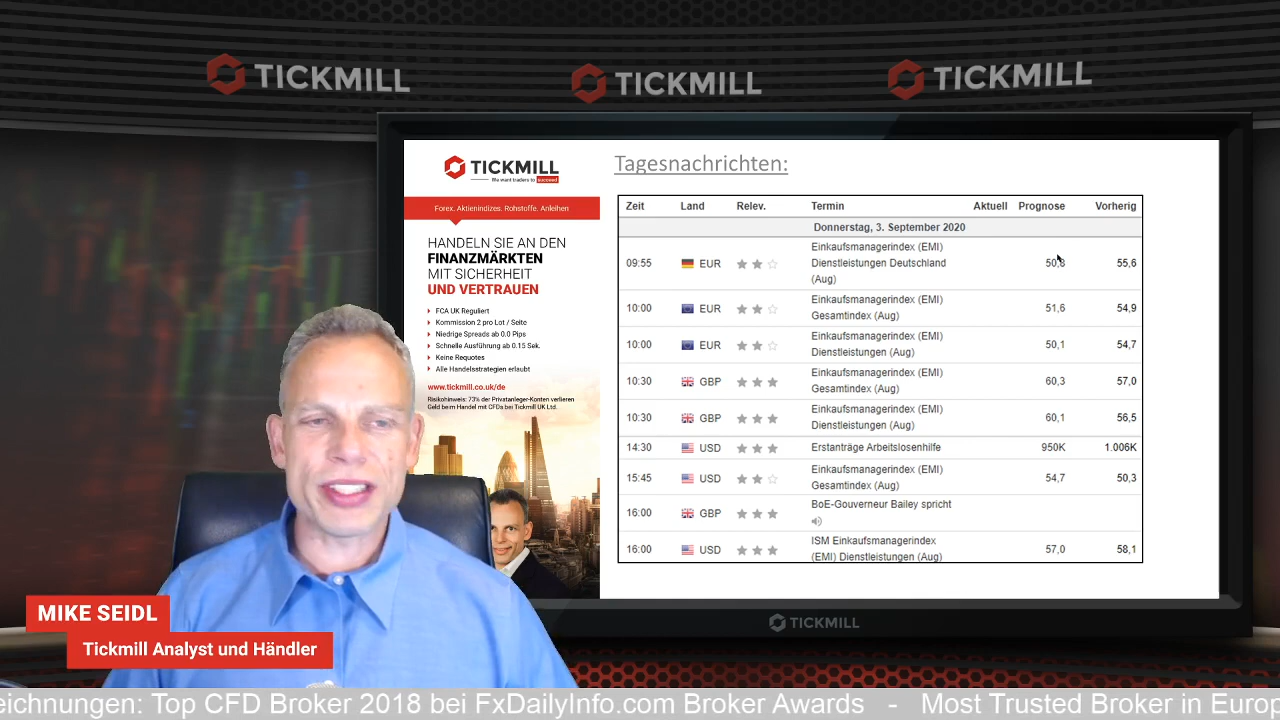 TICKMILL
TICKMILL
TICKMILL
TICKMILL
We want traders to succeed
Forex. Aktienindizes. Rohstoffe. Anleihen
HANDELN SIE AN DEN
FINANZMÄRKTEN
MIT SICHERHEIT
UND VERTRAUEN
FCA UK Reguliert
Kommission 2 pro Lot / Seite
Niedrige Spreads ab 0.0 Pips
Schnelle Ausführung ab 0.15 Sek.
Keine Requotes
Alle Handelsstrategien erlaubt
www.tickmill.co.uk/de
Risikohinweis: 73% der Privatanleger-Konten verlieren
Geld beim Handel mit CFDs bei Tickmill UK Ltd.
Tagesnachrichten:
Zeit Land Relev. Termin Aktuell Prognose Vorherig
Donnerstag, 3. September 2020
09:55 EUR Einkaufsmanagerindex (EMI)
Dienstleistungen Deutschland
(Aug) 50,8 55,6
10:00 EUR Einkaufsmanagerindex (EMI)
Gesamtindex (Aug) 51,6 54,9
10:00 EUR Einkaufsmanagerindex (EMI)
Dienstleistungen (Aug) 50,1 54,7
10:30 GBP Einkaufsmanagerindex (EMI)
Gesamtindex (Aug) 60,3 57,0
10:30 GBP Einkaufsmanagerindex (EMI)
Dienstleistungen (Aug) 60,1 56,5
14:30 USD Erstanträge Arbeitslosenhilfe 950K 1.006K
15:45 USD Einkaufsmanagerindex (EMI)
Gesamtindex (Aug) 54,7 50,3
16:00 GBP BoE-Gouverneur Bailey spricht
16:00 USD ISM Einkaufsmanagerindex
(EMI) Dienstleistungen (Aug) 57,0 58,1
TICKMILL
MIKE SEIDL
Tickmill Analyst und Händler
eichnungen: Top CFD Broker 2018 bei FxDailyInfo.com Broker Awards - Most Trusted Broker in Europ